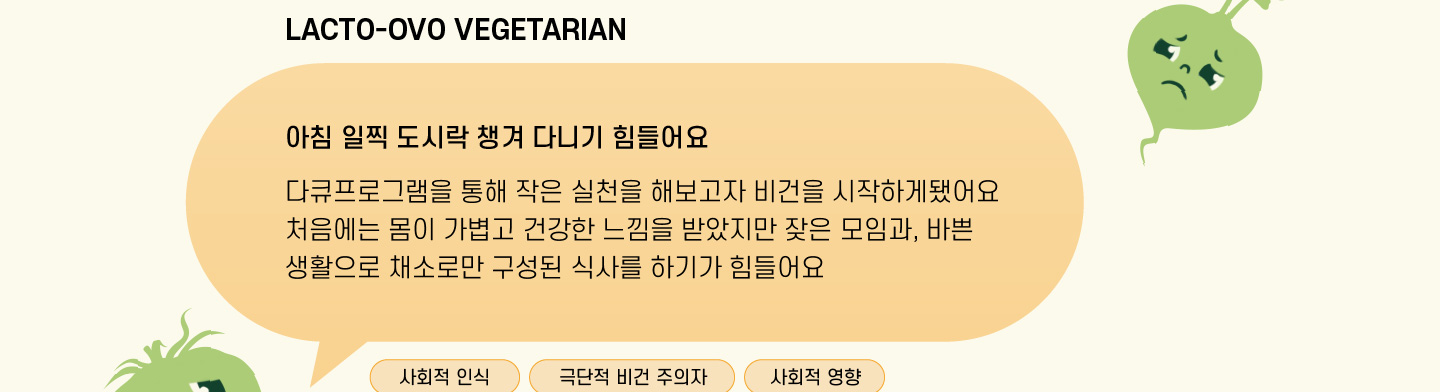 LACTO-OVO VEGETARIAN
아침 일찍 도시락 챙겨 다니기 힘들어요
다큐프로그램을 통해 작은 실천을 해보고자 비건을 시작하게됐어요
처음에는 몸이 가볍고 건강한 느낌을 받았지만 잦은 모임과, 바쁜
생활으로 채소로만 구성된 식사를 하기가 힘들어요
사회적 인식
극단적 비건 주의자
사회적 영향